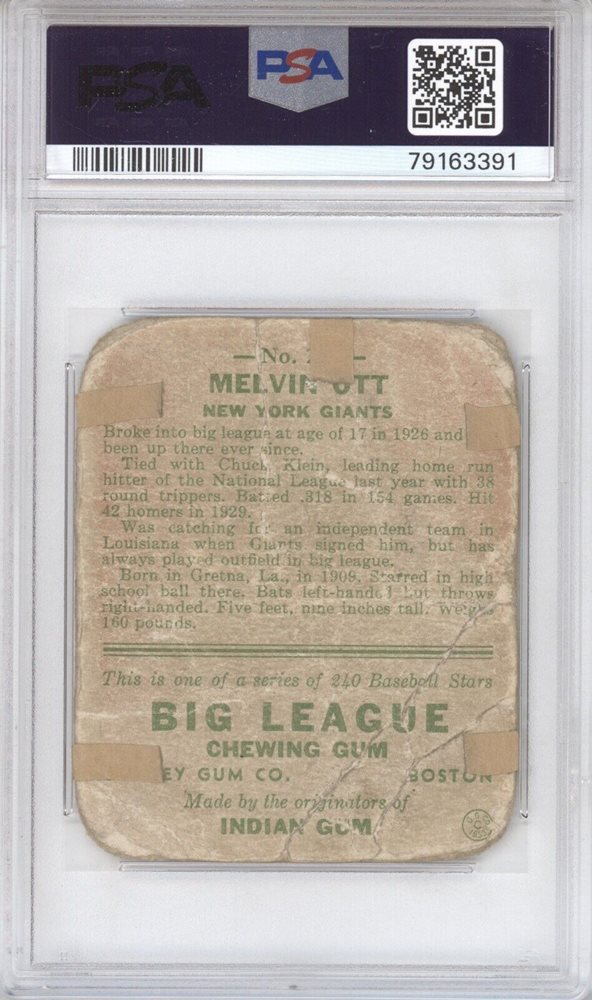 PSA
PSA
79163391
— No. 2 —
MELVIN OTT
NEW YORK GIANTS
Broke into big league at age of 17 in 1926 and
been up there ever since.
Tied with Chuck Klein, leading home run
hitter of the National League last year with 38
round trippers. Batted .318 in 154 games. Hit
42 homers in 1929.
Was catching for an independent team in
Louisiana when Giants signed him, but has
always played outfield in big league.
Born in Gretna, La., in 1909. Starred in high
school ball there. Bats left-handed but throws
right-handed. Five feet, nine inches tall. Weighs
160 pounds.
This is one of a series of 240 Baseball Stars
BIG LEAGUE
CHEWING GUM
EY GUM CO. BOSTON
Made by the originators of
INDIAN GUM